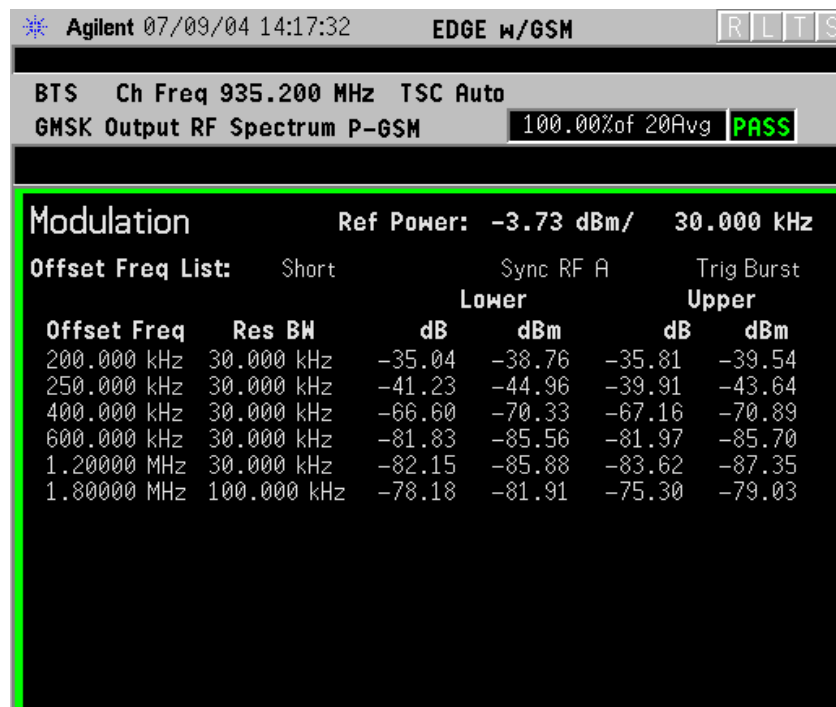 Agilent 07/09/04 14:17:32 EDGE w/GSM R L T S
BTS Ch Freq 935.200 MHz TSC Auto
GMSK Output RF Spectrum P-GSM 100.00%of 20Avg PASS
Modulation Ref Power: -3.73 dBm/ 30.000 kHz
Offset Freq List: Short Sync RF A Trig Burst
Lower Upper
Offset Freq Res BW dB dBm dB dBm
200.000 kHz 30.000 kHz -35.04 -38.76 -35.81 -39.54
250.000 kHz 30.000 kHz -41.23 -44.96 -39.91 -43.64
400.000 kHz 30.000 kHz -66.60 -70.33 -67.16 -70.89
600.000 kHz 30.000 kHz -81.83 -85.56 -81.97 -85.70
1.20000 MHz 30.000 kHz -82.15 -85.88 -83.62 -87.35
1.80000 MHz 100.000 kHz -78.18 -81.91 -75.30 -79.03